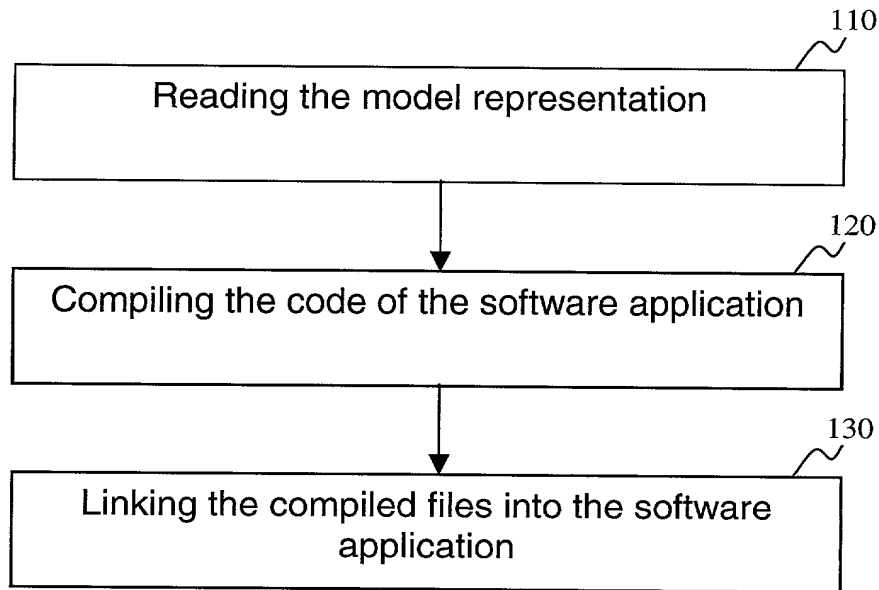 110
Reading the model representation
120
Compiling the code of the software application
130
Linking the compiled files into the software
application